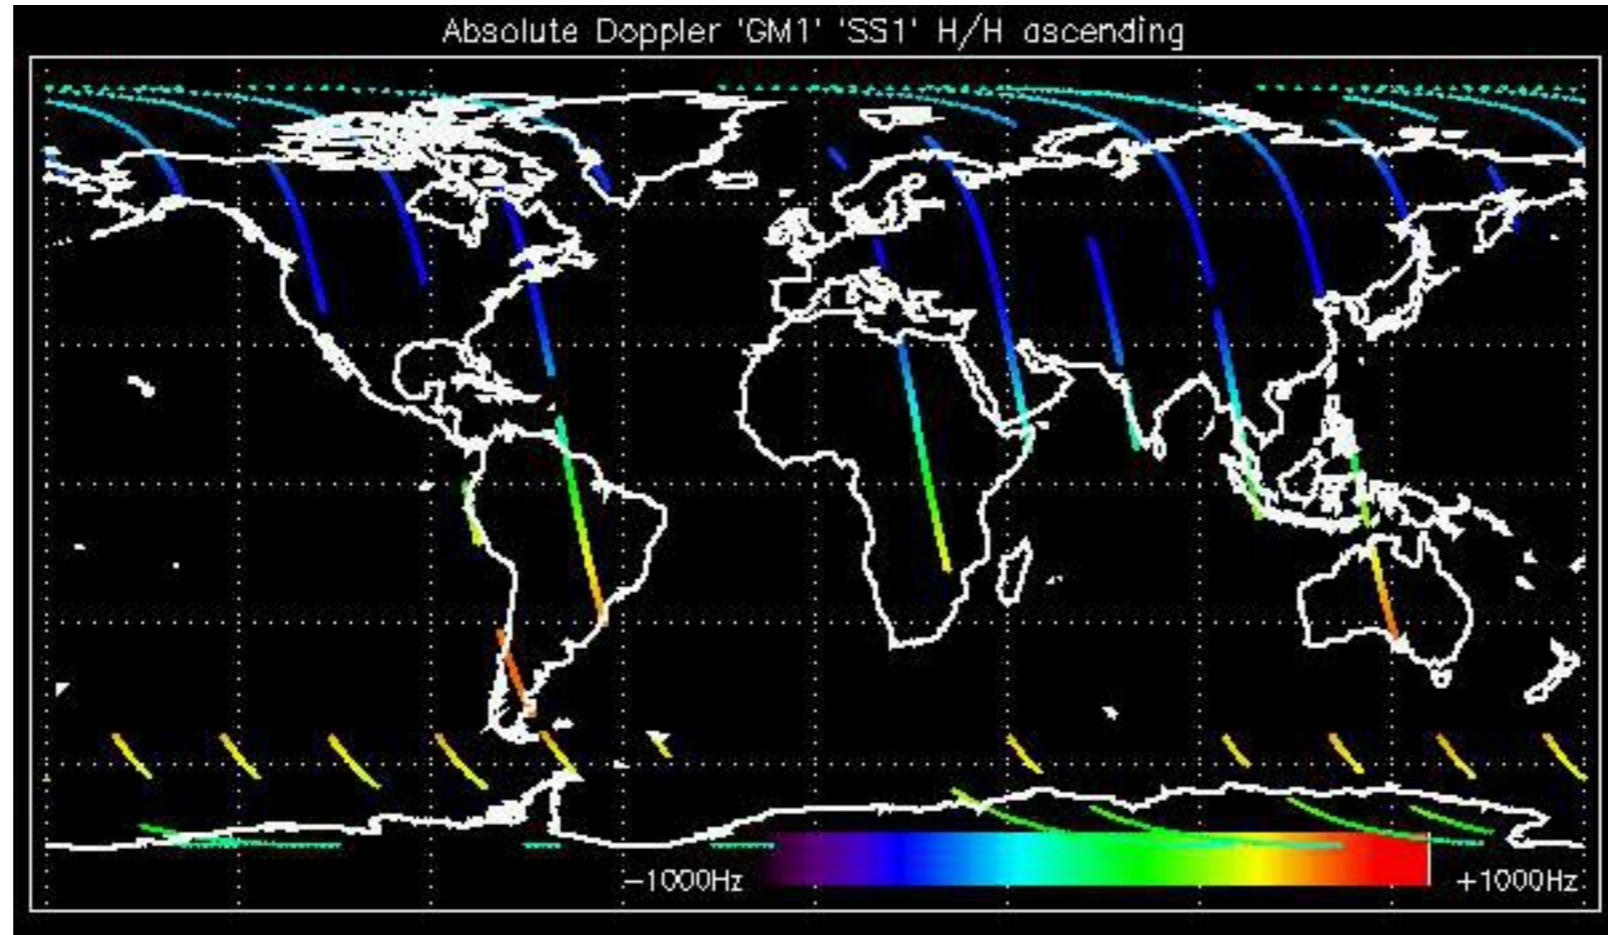 Absolute Doppler 'GM1' 'SS1' H/H ascending
−1000Hz
+1000Hz